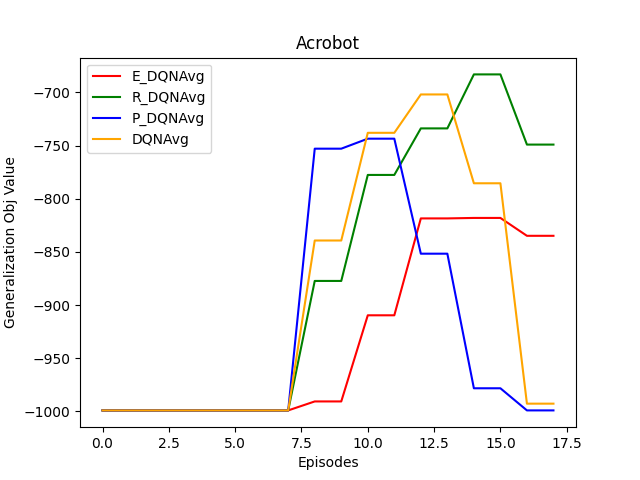 Acrobot
E_DQNAvg
R_DQNAvg
P_DQNAvg
DQNAvg
Generalization Obj Value
−700
−750
−800
−850
−900
−950
−1000
0.0 2.5 5.0 7.5 10.0 12.5 15.0 17.5
Episodes